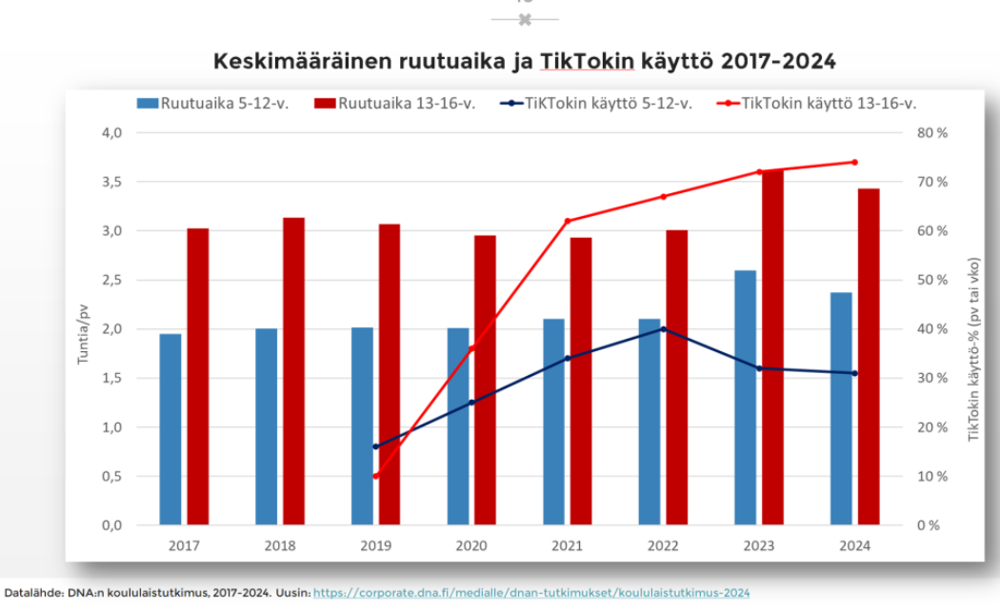 Keskimääräinen ruutuaika ja TikTokin käyttö 2017-2024
Ruutuaika 5-12-v. Ruutuaika 13-16-v. TiKTokin käyttö 5-12-v. TikTokin käyttö 13-16-v.
4,0 80 %
3,5 70 %
3,0 60 %
2,5 50 %
2,0 40 %
1,5 30 %
1,0 20 %
0,5 10 %
0,0 0 %
Tuntia/pv
TikTokin käyttö-% (pv tai vko)
2017 2018 2019 2020 2021 2022 2023 2024
Datalähde: DNA:n koululaistutkimus, 2017-2024. Uusin: https://corporate.dna.fi/medialle/dnan-tutkimukset/koululaistutkimus-2024